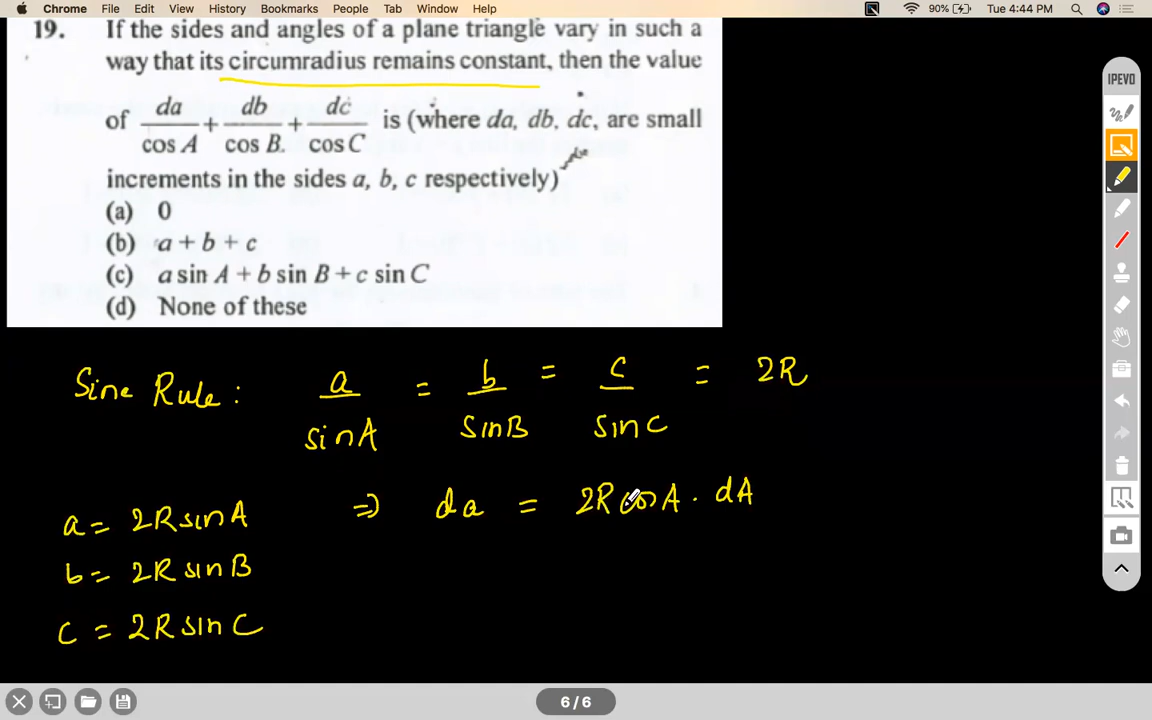 Chrome File Edit View History Bookmarks People Tab Window Help 90% Tue 4:44 PM
19. If the sides and angles of a plane triangle vary in such a
way that its circumradius remains constant, then the value
of da/cos A + db/cos B. + dc/cos C is (where da, db, dc, are small
increments in the sides a, b, c respectively)
(a) 0
(b) a + b + c
(c) a sin A + b sin B + c sin C
(d) None of these
Sine Rule: a/sinA = b/sinB = c/sinC = 2R
a = 2R sinA ⇒ da = 2R cosA · dA
b = 2R sinB
c = 2R sinC
IPEVO
6/6